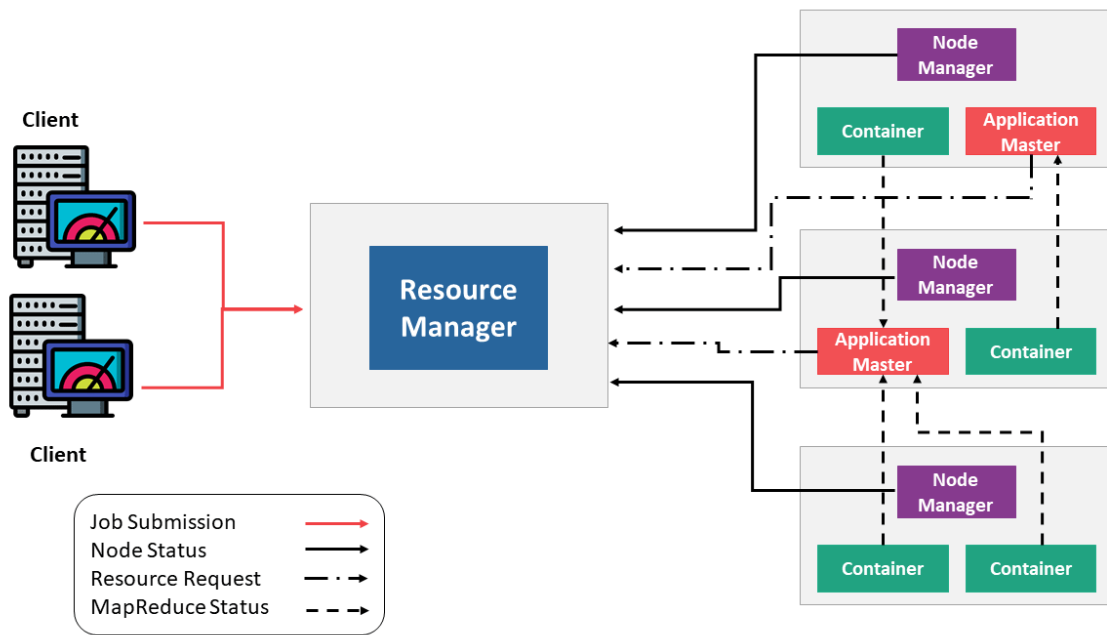 Client
Client
Job Submission
Node Status
Resource Request
MapReduce Status
Resource
Manager
Node
Manager
Container
Application
Master
Node
Manager
Application
Master
Container
Node
Manager
Container
Container